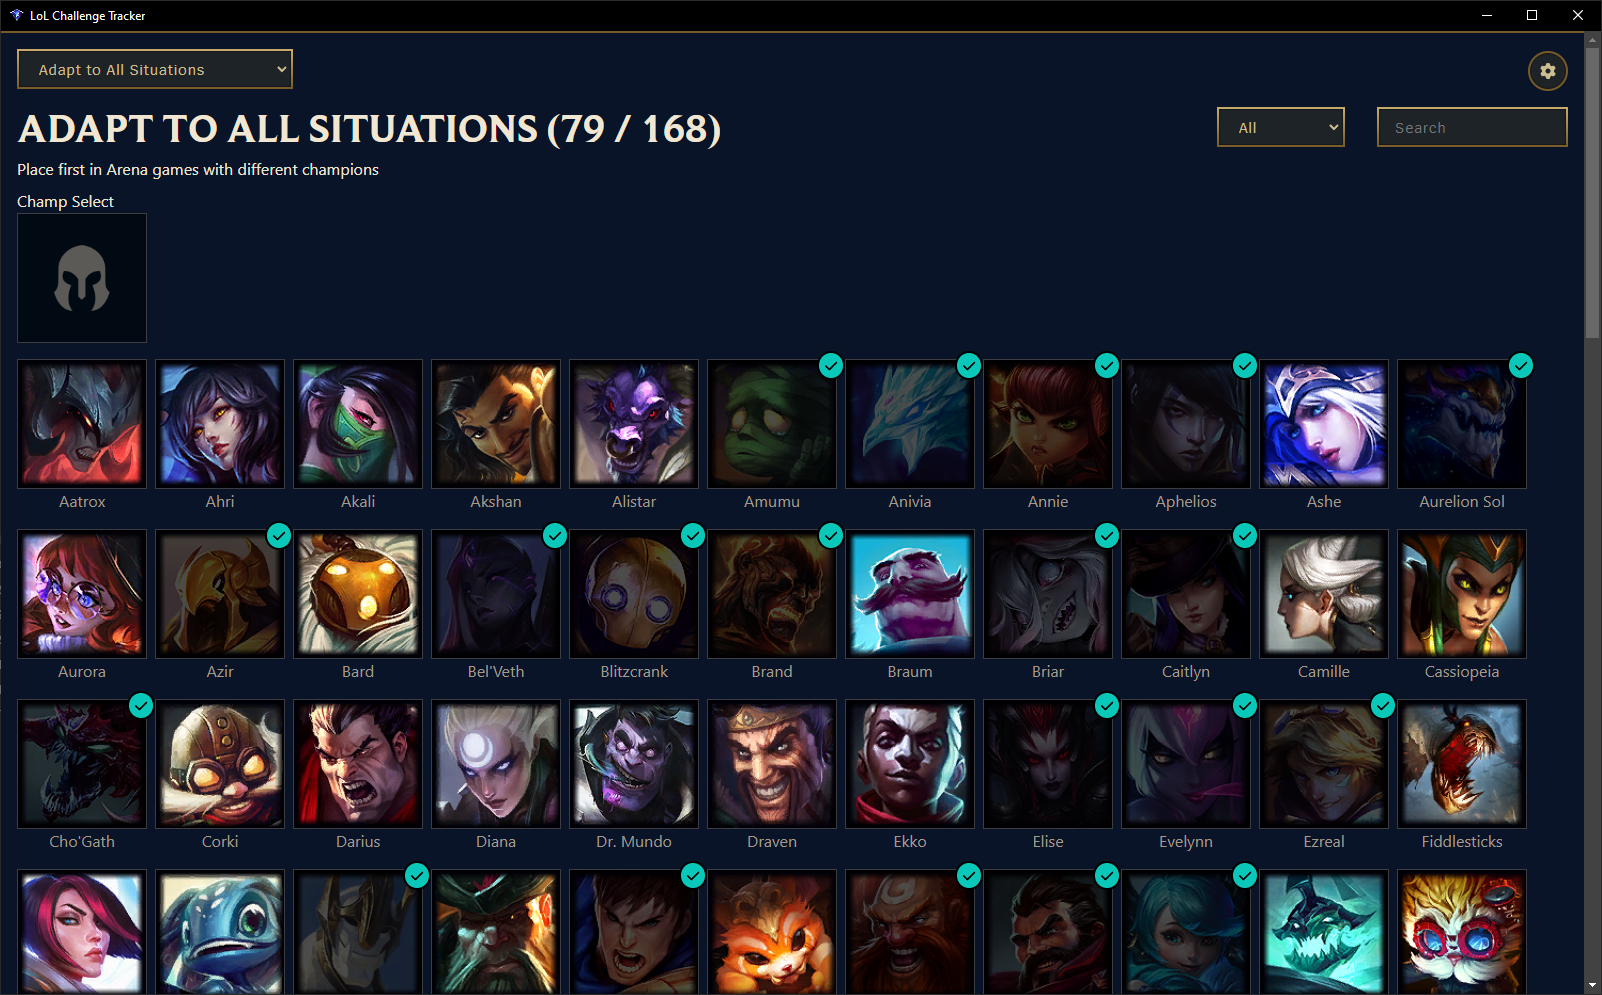 LoL Challenge Tracker
Adapt to All Situations
ADAPT TO ALL SITUATIONS (79 / 168)
All
Search
Place first in Arena games with different champions
Champ Select
Aatrox
Ahri
Akali
Akshan
Alistar
Amumu
Anivia
Annie
Aphelios
Ashe
Aurelion Sol
Aurora
Azir
Bard
Bel'Veth
Blitzcrank
Brand
Braum
Briar
Caitlyn
Camille
Cassiopeia
Cho'Gath
Corki
Darius
Diana
Dr. Mundo
Draven
Ekko
Elise
Evelynn
Ezreal
Fiddlesticks